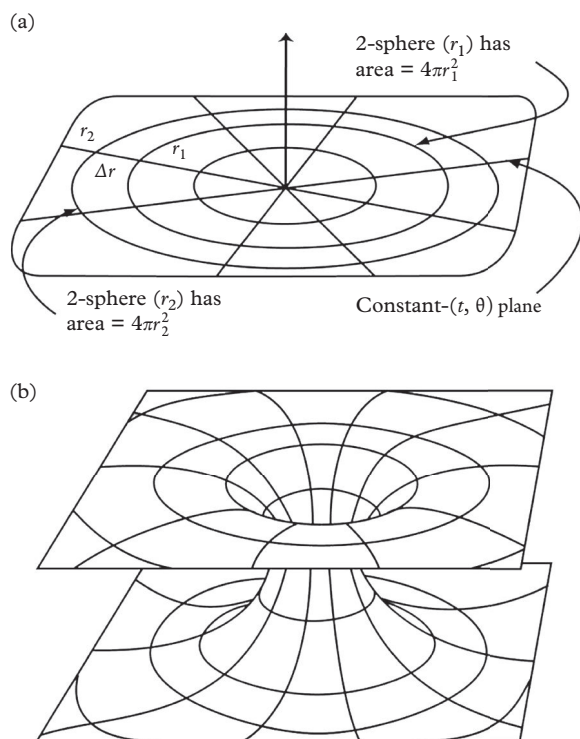 (a)
2-sphere (r₁) has
area = 4πr₁²
r₂
r₁
Δr
2-sphere (r₂) has
area = 4πr₂²
Constant-(t, θ) plane
(b)